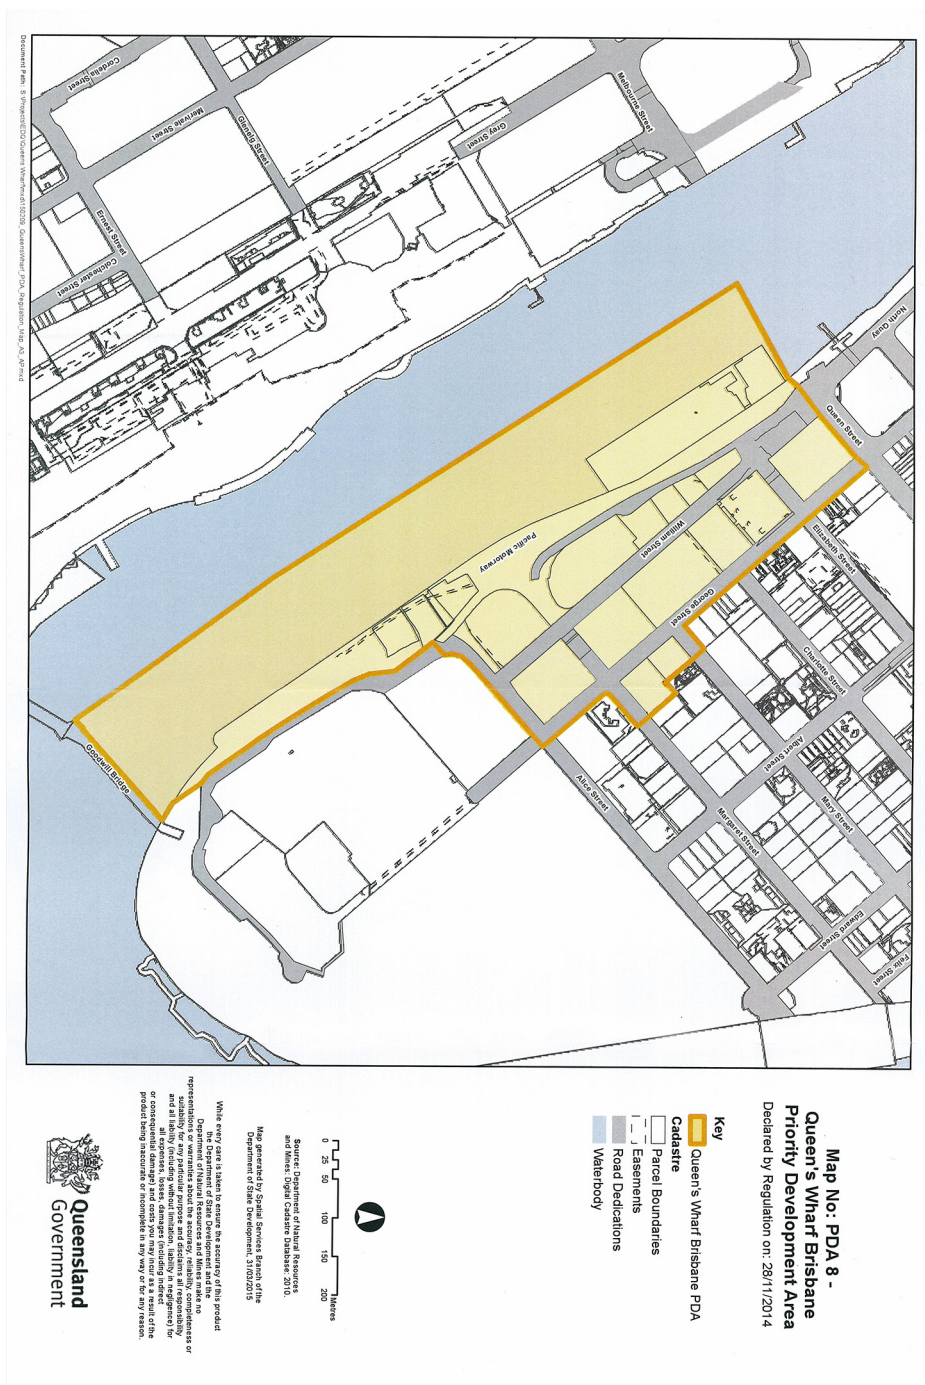 Map No: PDA 8 -
Queen's Wharf Brisbane
Priority Development Area
Declared by Regulation on: 28/11/2014
Key
Queen's Wharf Brisbane PDA
Cadastre
Parcel Boundaries
Easements
Road Dedications
Waterbody
0 25 50 100 150 200
Metres
Source: Department of Natural Resources
and Mines: Digital Cadastre Database: 2010.
Map generated by Spatial Services Branch of the
Department of State Development, 31/03/2015
While every care is taken to ensure the accuracy of this product
the Department of State Development and the
Department of Natural Resources and Mines make no
representations or warranties about the accuracy, reliability, completeness or
suitability for any particular purpose and disclaims all responsibility
and all liability (including without limitation, liability in negligence) for
all expenses, losses, damages (including indirect
or consequential damage) and costs you may incur as a result of the
product being inaccurate or incomplete in any way or for any reason.
Queensland
Government
North Quay
Queen Street
Elizabeth Street
Charlotte Street
Albert Street
Mary Street
Margaret Street
Edward Street
Felix Street
Alice Street
George Street
William Street
Pacific Motorway
Goodwill Bridge
Melbourne Street
Grey Street
Glenelg Street
Merivale Street
Cordelia Street
Ernest Street
Colchester Street